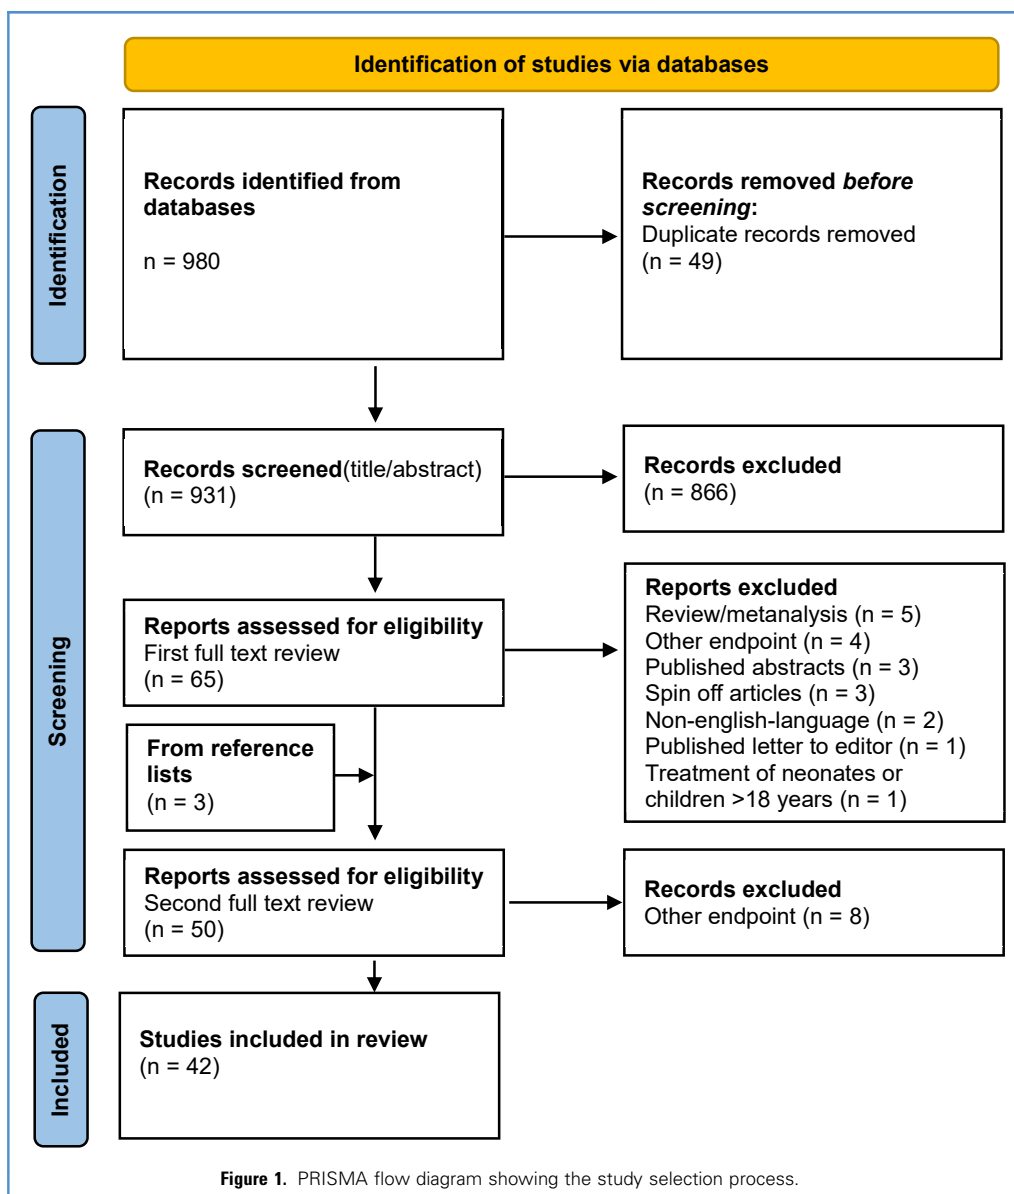 Identification of studies via databases
Identification
Records identified from
databases
n = 980
Records removed before
screening:
Duplicate records removed
(n = 49)
Screening
Records screened(title/abstract)
(n = 931)
Records excluded
(n = 866)
Reports assessed for eligibility
First full text review
(n = 65)
Reports excluded
Review/metanalysis (n = 5)
Other endpoint (n = 4)
Published abstracts (n = 3)
Spin off articles (n = 3)
Non-english-language (n = 2)
Published letter to editor (n = 1)
Treatment of neonates or
children >18 years (n = 1)
From reference
lists
(n = 3)
Reports assessed for eligibility
Second full text review
(n = 50)
Records excluded
Other endpoint (n = 8)
Included
Studies included in review
(n = 42)
Figure 1. PRISMA flow diagram showing the study selection process.